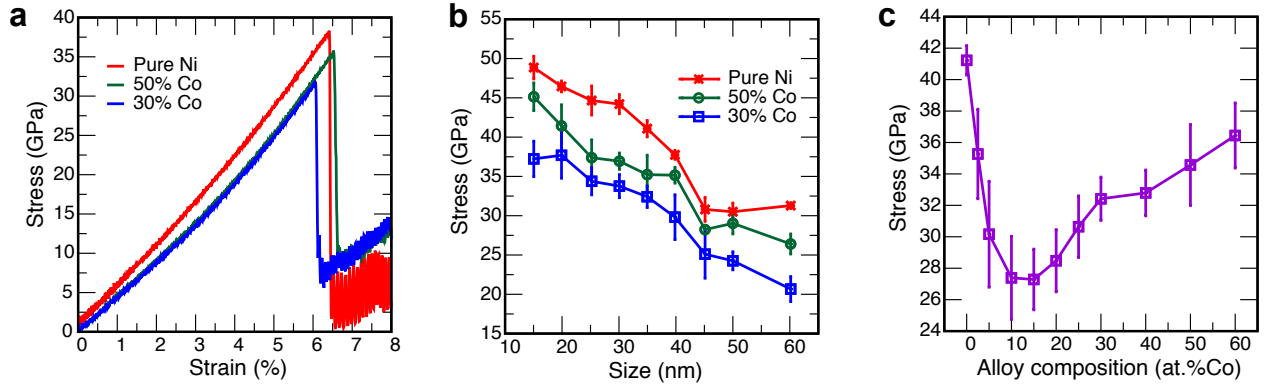 a
Stress (GPa)
40
35
30
25
20
15
10
5
0
Pure Ni
50% Co
30% Co
0 1 2 3 4 5 6 7 8
Strain (%)
b
Stress (GPa)
55
50
45
40
35
30
25
20
15
Pure Ni
50% Co
30% Co
10 20 30 40 50 60
Size (nm)
c
Stress (GPa)
44
42
40
38
36
34
32
30
28
26
24
0 10 20 30 40 50 60
Alloy composition (at.%Co)